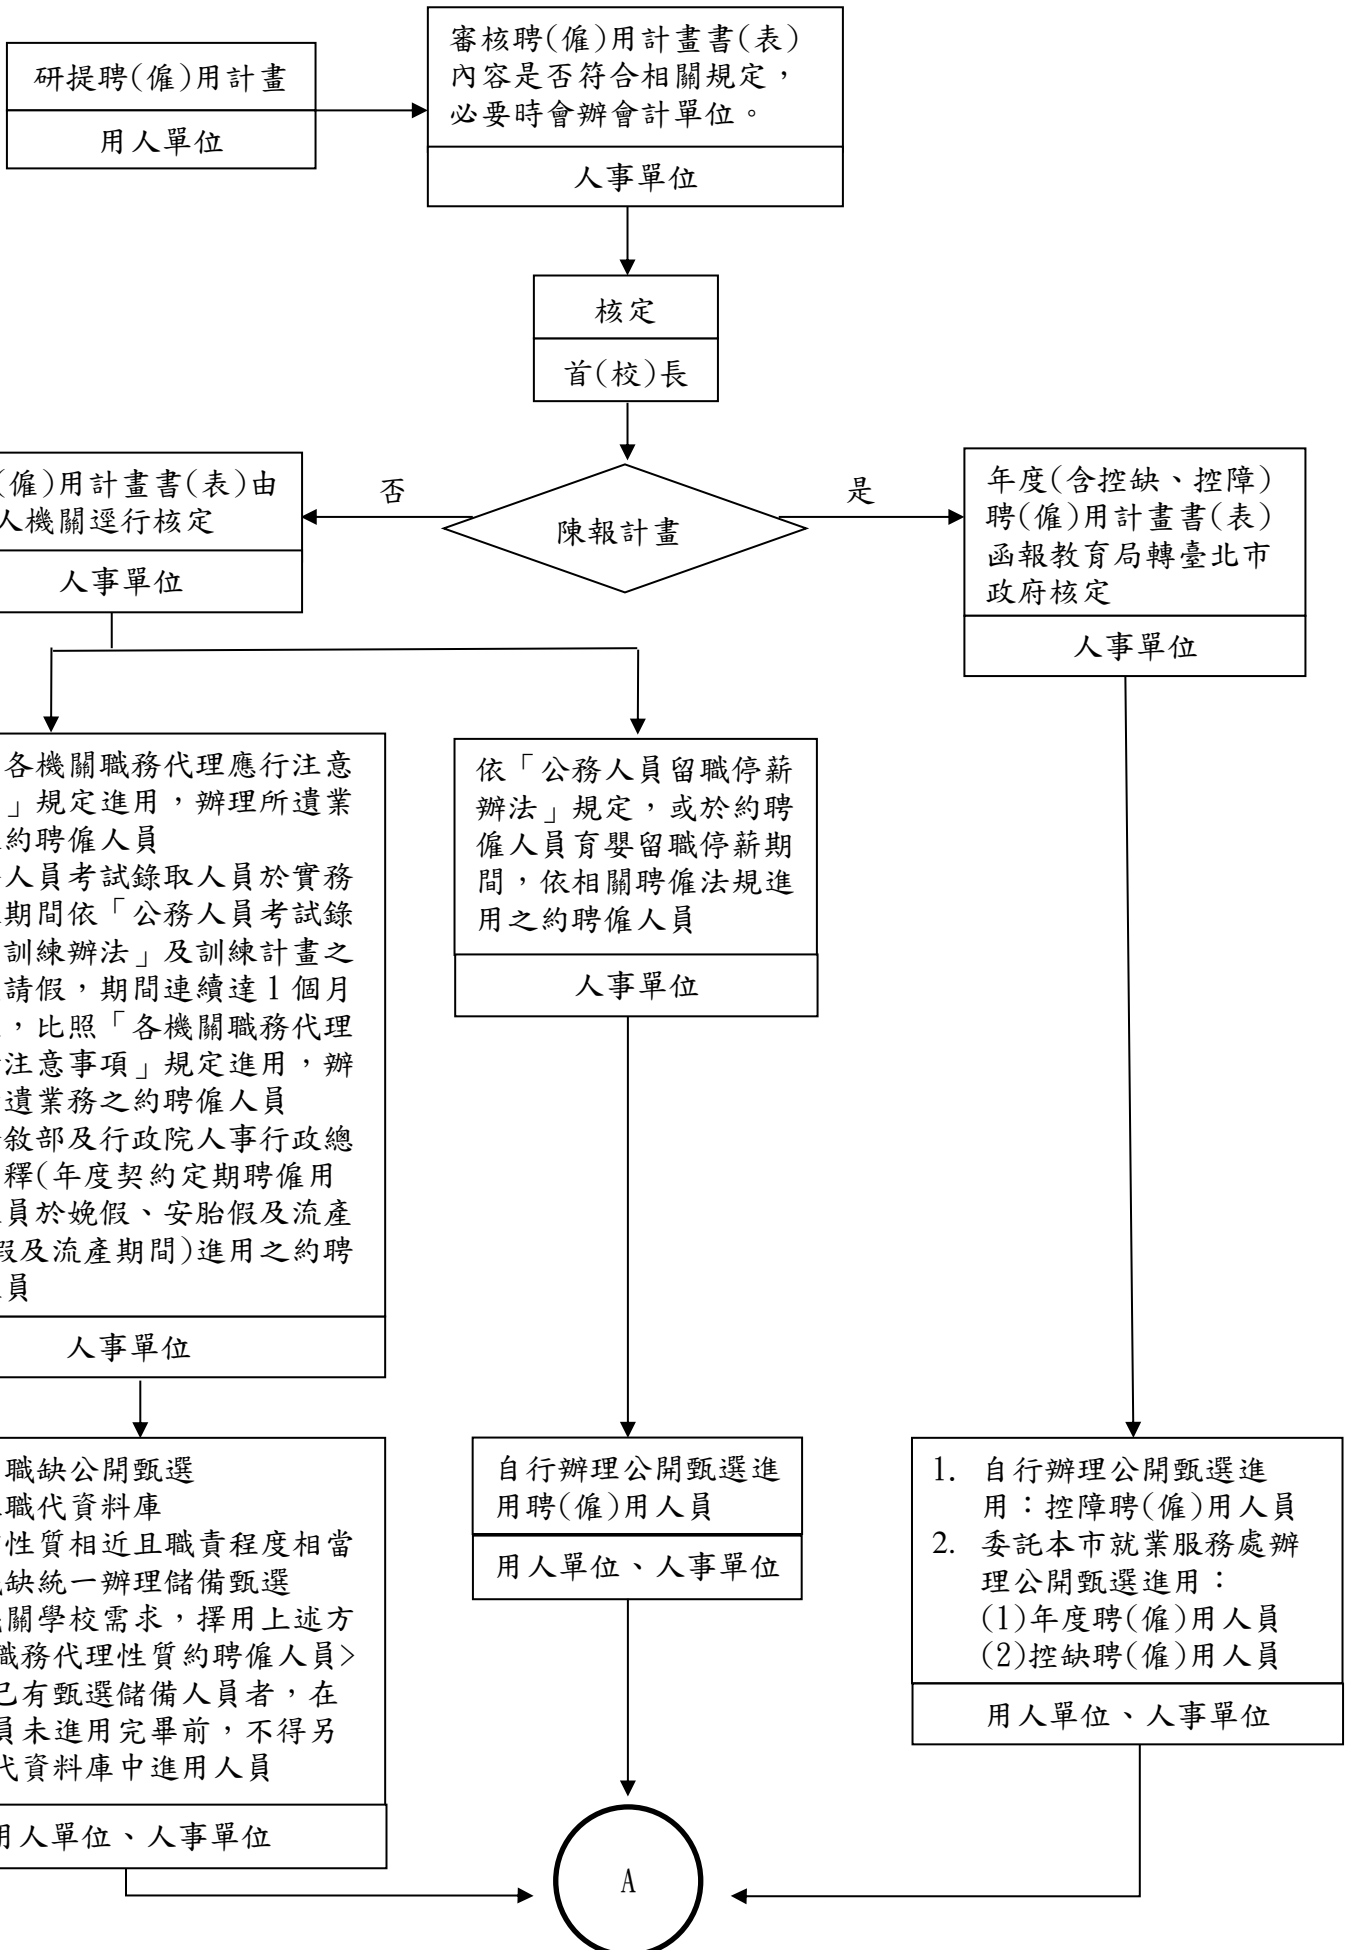 研提聘(僱)用計畫
用人單位
審核聘(僱)用計畫書(表)
內容是否符合相關規定，
必要時會辦會計單位。
人事單位
核定
首(校)長
陳報計畫
否
是
(僱)用計畫書(表)由
人機關逕行核定
人事單位
年度(含控缺、控障)
聘(僱)用計畫書(表)
函報教育局轉臺北市
政府核定
人事單位
各機關職務代理應行注意
」規定進用，辦理所遺業
約聘僱人員
人員考試錄取人員於實務
期間依「公務人員考試錄
訓練辦法」及訓練計畫之
請假，期間連續達1個月
，比照「各機關職務代理
注意事項」規定進用，辦
遺業務之約聘僱人員
敘部及行政院人事行政總
釋(年度契約定期聘僱用
員於娩假、安胎假及流產
假及流產期間)進用之約聘
員
人事單位
依「公務人員留職停薪
辦法」規定，或於約聘
僱人員育嬰留職停薪期
間，依相關聘僱法規進
用之約聘僱人員
人事單位
職缺公開甄選
職代資料庫
性質相近且職責程度相當
缺統一辦理儲備甄選
關學校需求，擇用上述方
職務代理性質約聘僱人員>
已有甄選儲備人員者，在
員未進用完畢前，不得另
代資料庫中進用人員
用人單位、人事單位
自行辦理公開甄選進
用聘(僱)用人員
用人單位、人事單位
1. 自行辦理公開甄選進
用：控障聘(僱)用人員
2. 委託本市就業服務處辦
理公開甄選進用：
(1)年度聘(僱)用人員
(2)控缺聘(僱)用人員
用人單位、人事單位
A